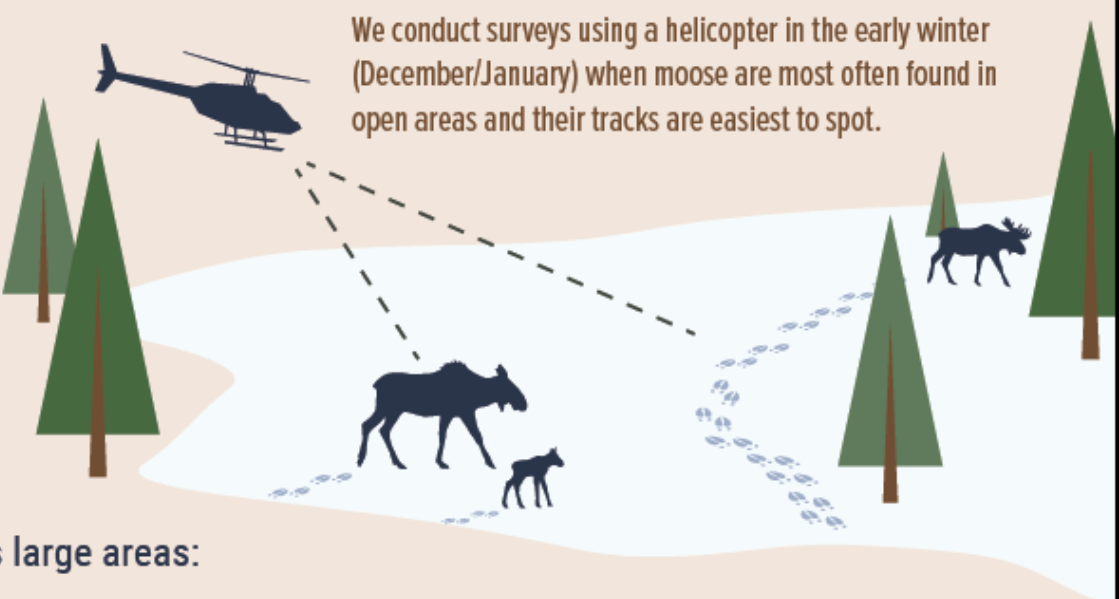 We conduct surveys using a helicopter in the early winter
(December/January) when moose are most often found in
open areas and their tracks are easiest to spot.
large areas: